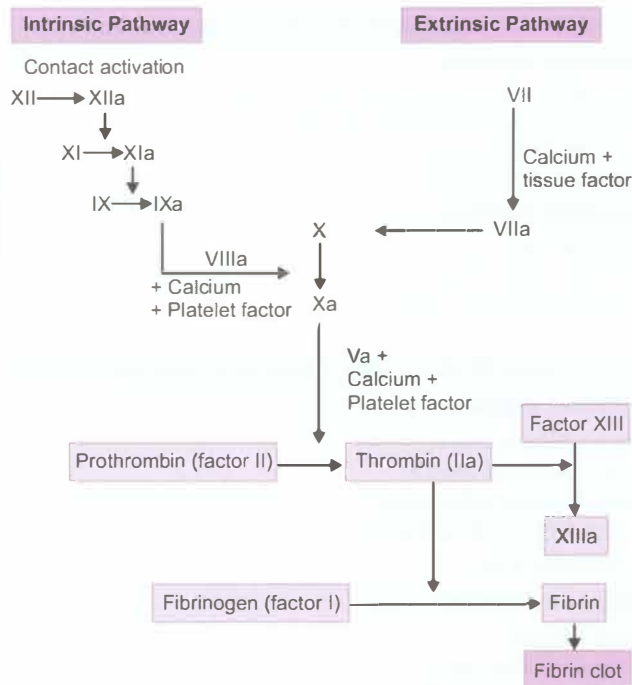 Intrinsic Pathway
Extrinsic Pathway
Contact activation
XII XIIa
XI XIa
IX IXa
VII
Calcium +
tissue factor
VIIa
X
VIIIa
+ Calcium
+ Platelet factor
Xa
Va +
Calcium +
Platelet factor
Factor XIII
Prothrombin (factor II)
Thrombin (IIa)
XIIIa
Fibrinogen (factor I)
Fibrin
Fibrin clot